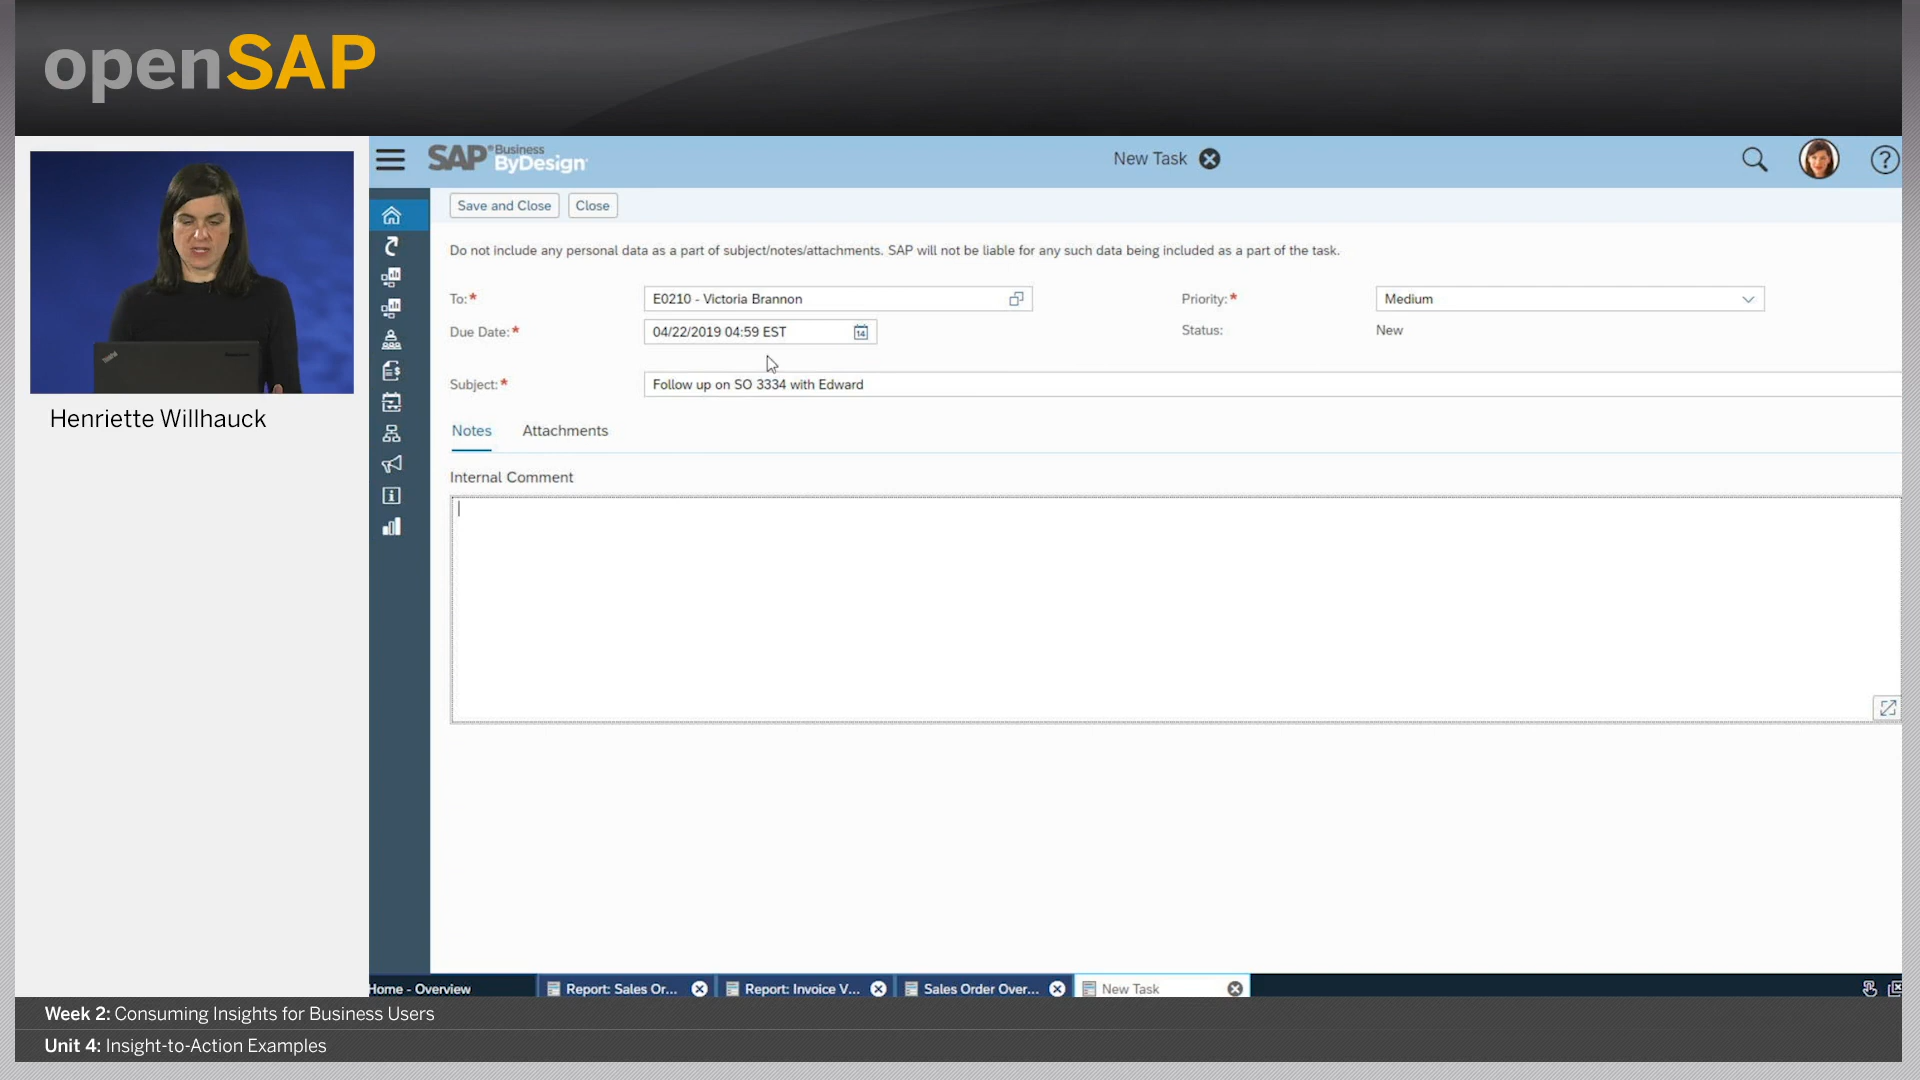 openSAP
SAP Business ByDesign
New Task
Save and Close Close
Do not include any personal data as a part of subject/notes/attachments. SAP will not be liable for any such data being included as a part of the task.
To:* E0210 - Victoria Brannon Priority:* Medium
Due Date:* 04/22/2019 04:59 EST 14 Status: New
Subject:* Follow up on SO 3334 with Edward
Henriette Willhauck
Notes Attachments
Internal Comment
Home - Overview Report: Sales Or... Report: Invoice V... Sales Order Over... New Task
Week 2: Consuming Insights for Business Users
Unit 4: Insight-to-Action Examples